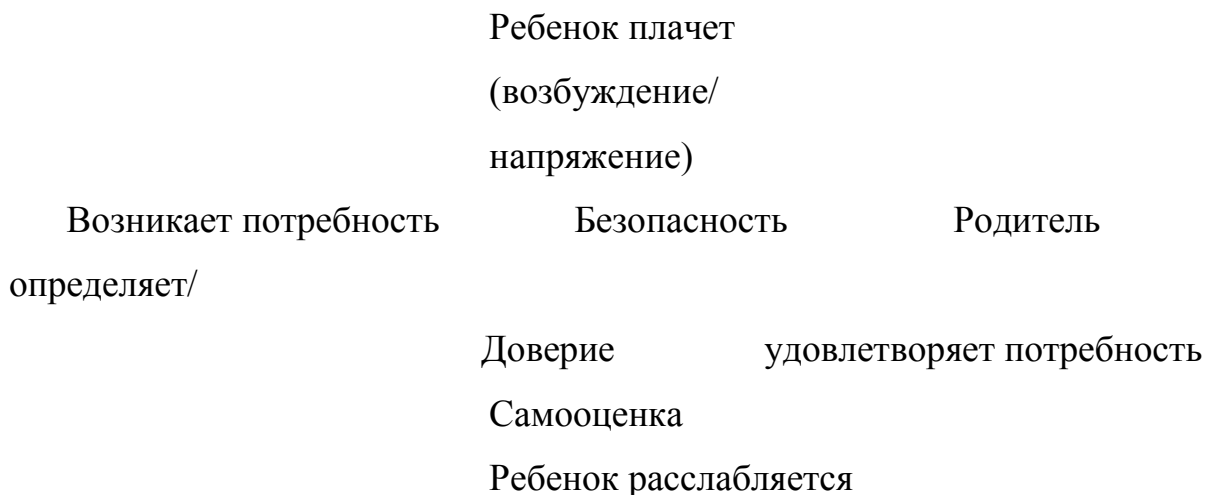 Ребенок плачет
(возбуждение/
напряжение)
Возникает потребность Безопасность Родитель
определяет/
Доверие удовлетворяет потребность
Самооценка
Ребенок расслабляется